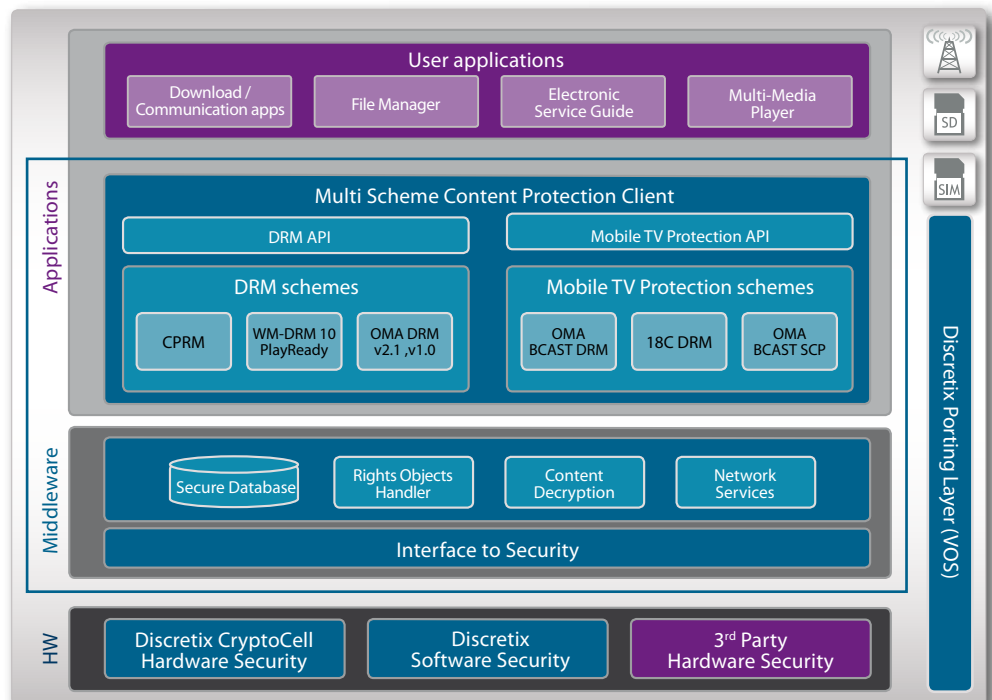 User applications
Download /
Communication apps
File Manager
Electronic
Service Guide
Multi-Media
Player
SD
SIM
Applications
Multi Scheme Content Protection Client
DRM API
Mobile TV Protection API
DRM schemes
CPRM
WM-DRM 10
PlayReady
OMA DRM
v2.1 ,v1.0
Mobile TV Protection schemes
OMA
BCAST DRM
18C DRM
OMA
BCAST SCP
Middleware
Secure Database
Rights Objects
Handler
Content
Decryption
Network
Services
Interface to Security
HW
Discretix CryptoCell
Hardware Security
Discretix
Software Security
3rd Party
Hardware Security
Discretix Porting Layer (VOS)